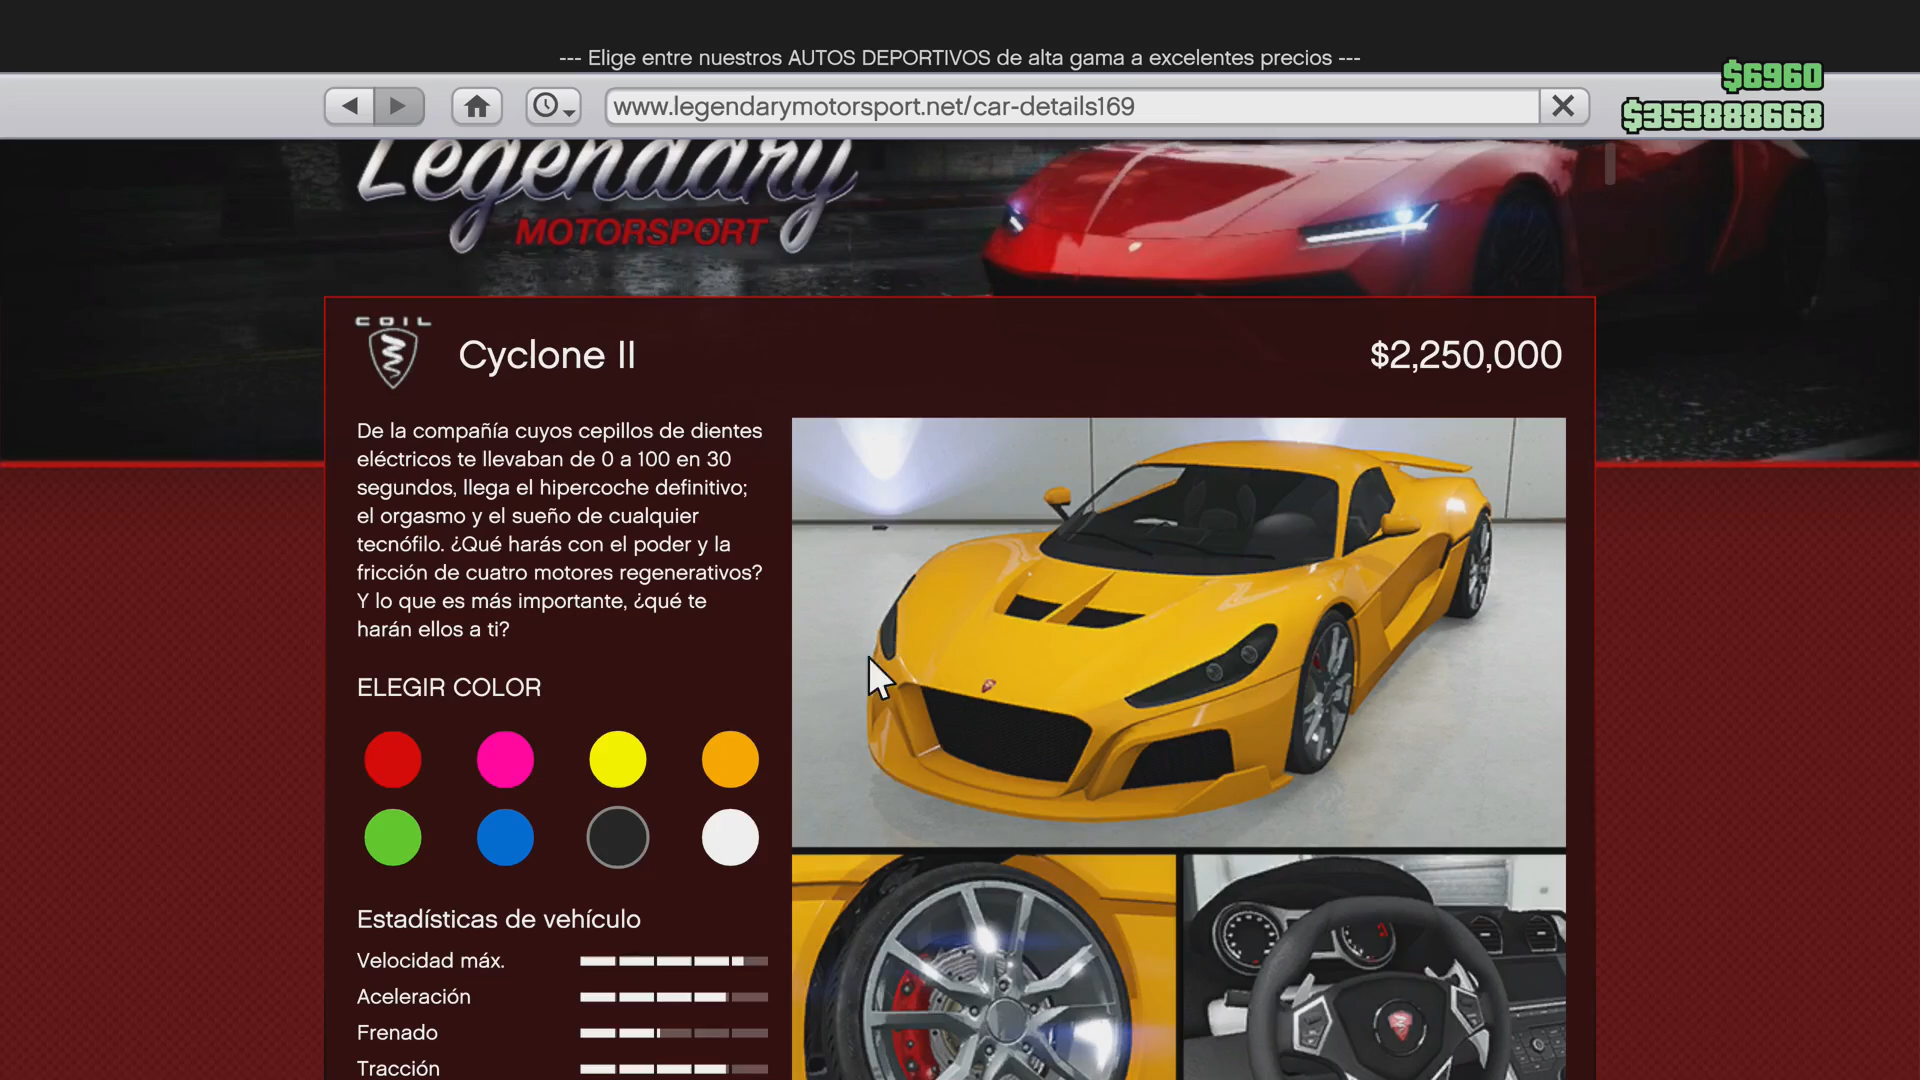 --- Elige entre nuestros AUTOS DEPORTIVOS de alta gama a excelentes precios ---
www.legendarymotorsport.net/car-details169
$6960
$353888668
Legendary
MOTORSPORT
COIL
Cyclone II
$2,250,000
De la compañía cuyos cepillos de dientes
eléctricos te llevaban de 0 a 100 en 30
segundos, llega el hipercoche definitivo;
el orgasmo y el sueño de cualquier
tecnófilo. ¿Qué harás con el poder y la
fricción de cuatro motores regenerativos?
Y lo que es más importante, ¿qué te
harán ellos a ti?
ELEGIR COLOR
Estadísticas de vehículo
Velocidad máx.
Aceleración
Frenado
Tracción